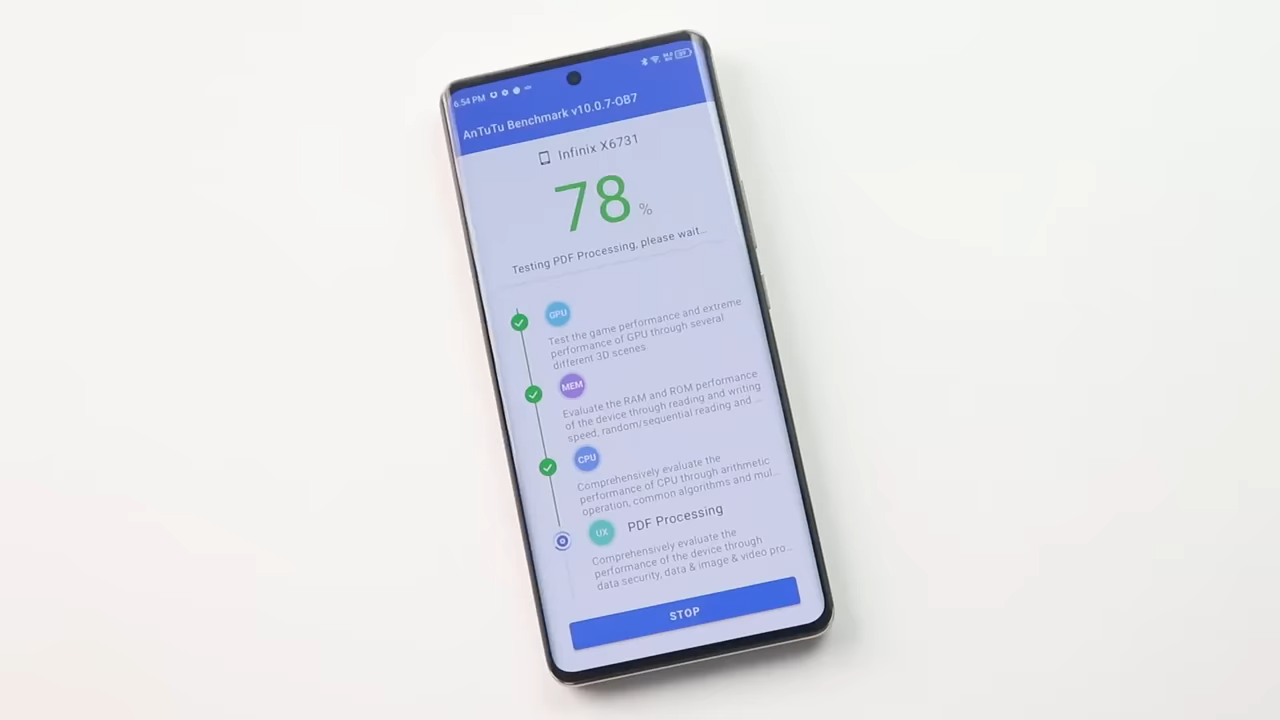 6:54 PM
AnTuTu Benchmark v10.0.7-OB7
Infinix X6731
78 %
Testing PDF Processing, please wait...
GPU
Test the game performance and extreme
performance of GPU through several
different 3D scenes
MEM
Evaluate the RAM and ROM performance
of the device through reading and writing
speed, random/sequential reading and ...
CPU
Comprehensively evaluate the
performance of CPU through arithmetic
operation, common algorithms and mul...
UX PDF Processing
Comprehensively evaluate the
performance of the device through
data security, data & image & video pro...
STOP